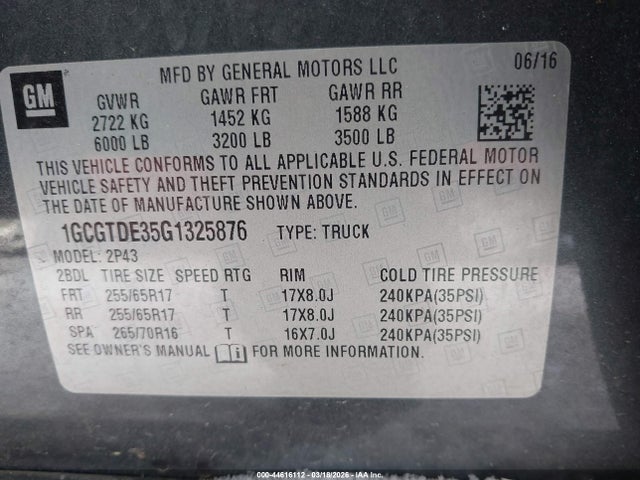 GM
MFD BY GENERAL MOTORS LLC
06/16
GVWR GAWR FRT GAWR RR
2722 KG 1452 KG 1588 KG
6000 LB 3200 LB 3500 LB
THIS VEHICLE CONFORMS TO ALL APPLICABLE U.S. FEDERAL MOTOR
VEHICLE SAFETY AND THEFT PREVENTION STANDARDS IN EFFECT ON
THE DATE OF MANUFACTURE SHOWN ABOVE.
1GCGTDE35G1325876 TYPE: TRUCK
MODEL: 2P43
2BDL TIRE SIZE SPEED RTG RIM COLD TIRE PRESSURE
FRT 255/65R17 T 17X8.0J 240KPA(35PSI)
RR 255/65R17 T 17X8.0J 240KPA(35PSI)
SPA 265/70R16 T 16X7.0J 240KPA(35PSI)
SEE OWNER'S MANUAL i FOR MORE INFORMATION.
000-44616112 - 03/18/2026 - IAA Inc.